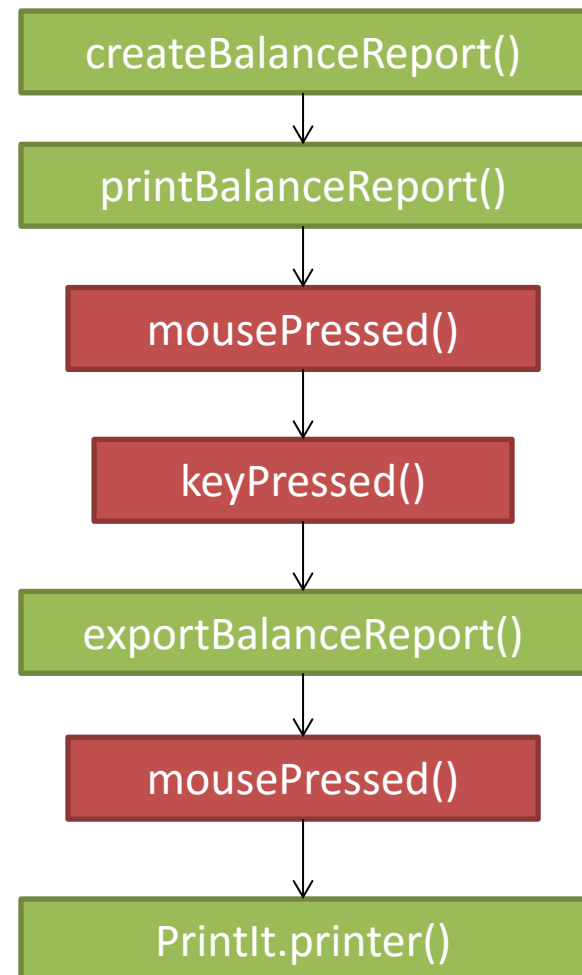 createBalanceReport()
printBalanceReport()
mousePressed()
keyPressed()
exportBalanceReport()
mousePressed()
PrintIt.printer()